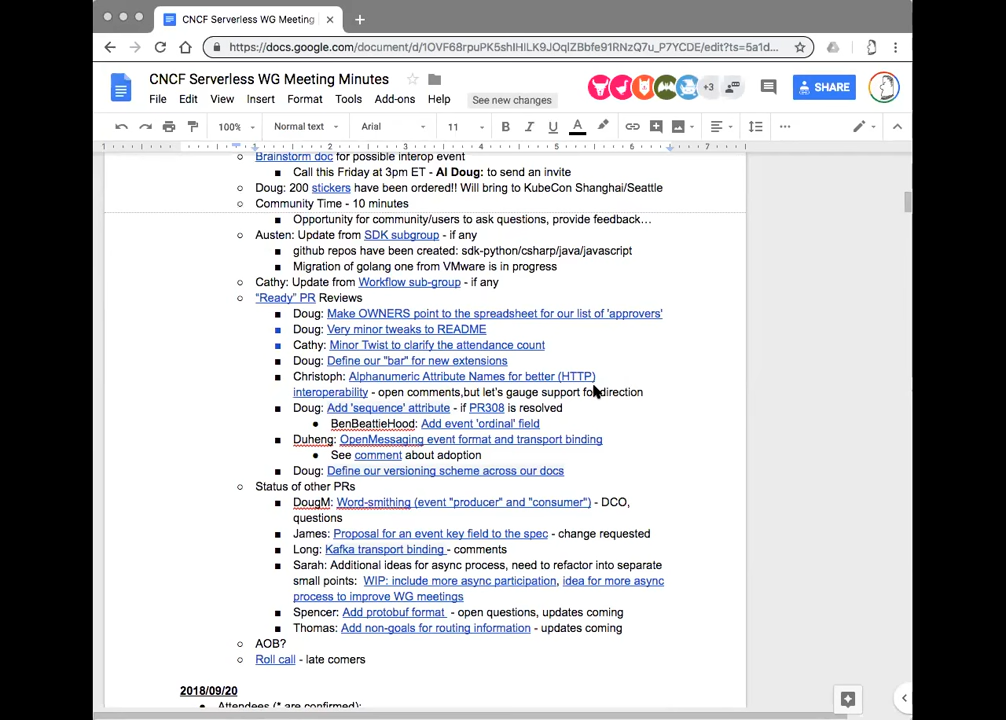 CNCF Serverless WG Meeting
https://docs.google.com/document/d/1OVF68rpuPK5shIHlLK9JOqlZBbfe91RNzQ7u_P7YCDE/edit?ts=5a1d...
CNCF Serverless WG Meeting Minutes
File Edit View Insert Format Tools Add-ons Help See new changes
+3
SHARE
100% Normal text Arial 11
1 1 2 3 4 5 6 7
Brainstorm doc for possible interop event
Call this Friday at 3pm ET - AI Doug: to send an invite
Doug: 200 stickers have been ordered!! Will bring to KubeCon Shanghai/Seattle
Community Time - 10 minutes
Opportunity for community/users to ask questions, provide feedback…
Austen: Update from SDK subgroup - if any
github repos have been created: sdk-python/csharp/java/javascript
Migration of golang one from VMware is in progress
Cathy: Update from Workflow sub-group - if any
“Ready” PR Reviews
Doug: Make OWNERS point to the spreadsheet for our list of 'approvers'
Doug: Very minor tweaks to README
Cathy: Minor Twist to clarify the attendance count
Doug: Define our "bar" for new extensions
Christoph: Alphanumeric Attribute Names for better (HTTP)
interoperability - open comments,but let’s gauge support for direction
Doug: Add 'sequence' attribute - if PR308 is resolved
BenBeattieHood: Add event 'ordinal' field
Duheng: OpenMessaging event format and transport binding
See comment about adoption
Doug: Define our versioning scheme across our docs
Status of other PRs
DougM: Word-smithing (event "producer" and "consumer") - DCO,
questions
James: Proposal for an event key field to the spec - change requested
Long: Kafka transport binding - comments
Sarah: Additional ideas for async process, need to refactor into separate
small points: WIP: include more async participation, idea for more async
process to improve WG meetings
Spencer: Add protobuf format - open questions, updates coming
Thomas: Add non-goals for routing information - updates coming
AOB?
Roll call - late comers
2018/09/20
Attendees (* are confirmed):